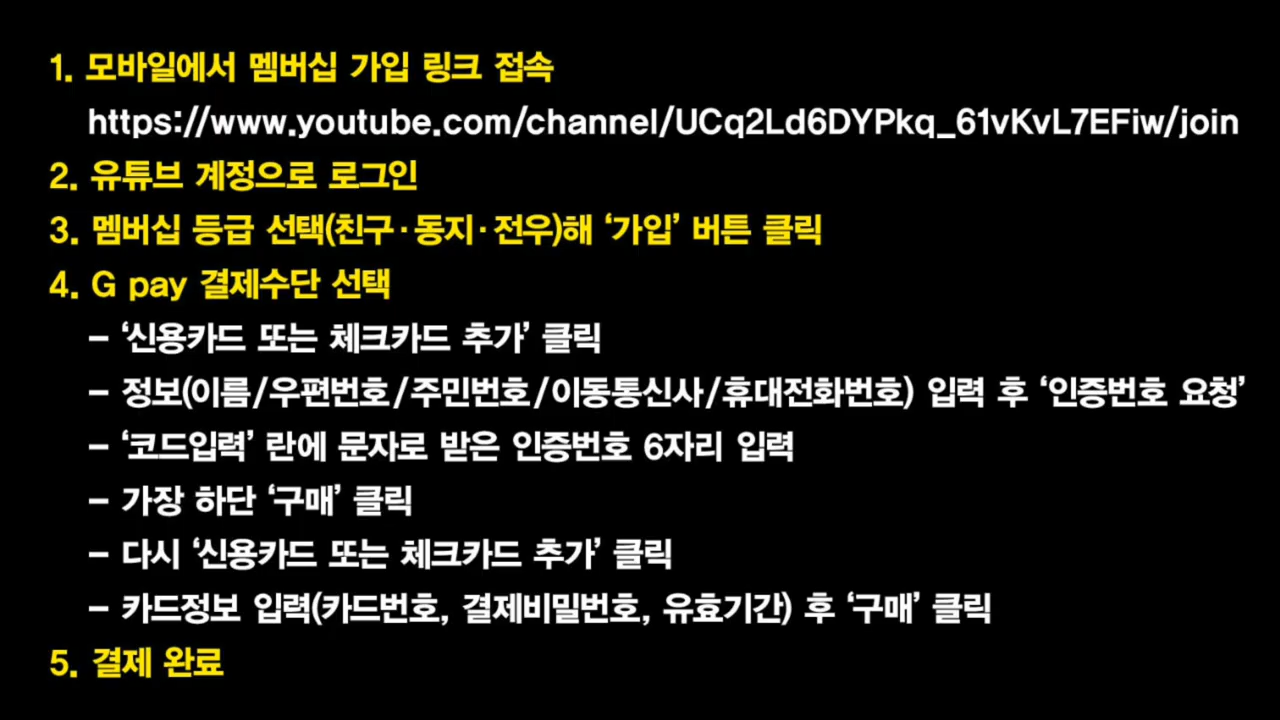 1. 모바일에서 멤버십 가입 링크 접속
https://www.youtube.com/channel/UCq2Ld6DYPkq_61vKvL7EFiw/join
2. 유튜브 계정으로 로그인
3. 멤버십 등급 선택(친구·동지·전우)해 ‘가입’ 버튼 클릭
4. G pay 결제수단 선택
– ‘신용카드 또는 체크카드 추가’ 클릭
– 정보(이름/우편번호/주민번호/이동통신사/휴대전화번호) 입력 후 ‘인증번호 요청’
– ‘코드입력’ 란에 문자로 받은 인증번호 6자리 입력
– 가장 하단 ‘구매’ 클릭
– 다시 ‘신용카드 또는 체크카드 추가’ 클릭
– 카드정보 입력(카드번호, 결제비밀번호, 유효기간) 후 ‘구매’ 클릭
5. 결제 완료